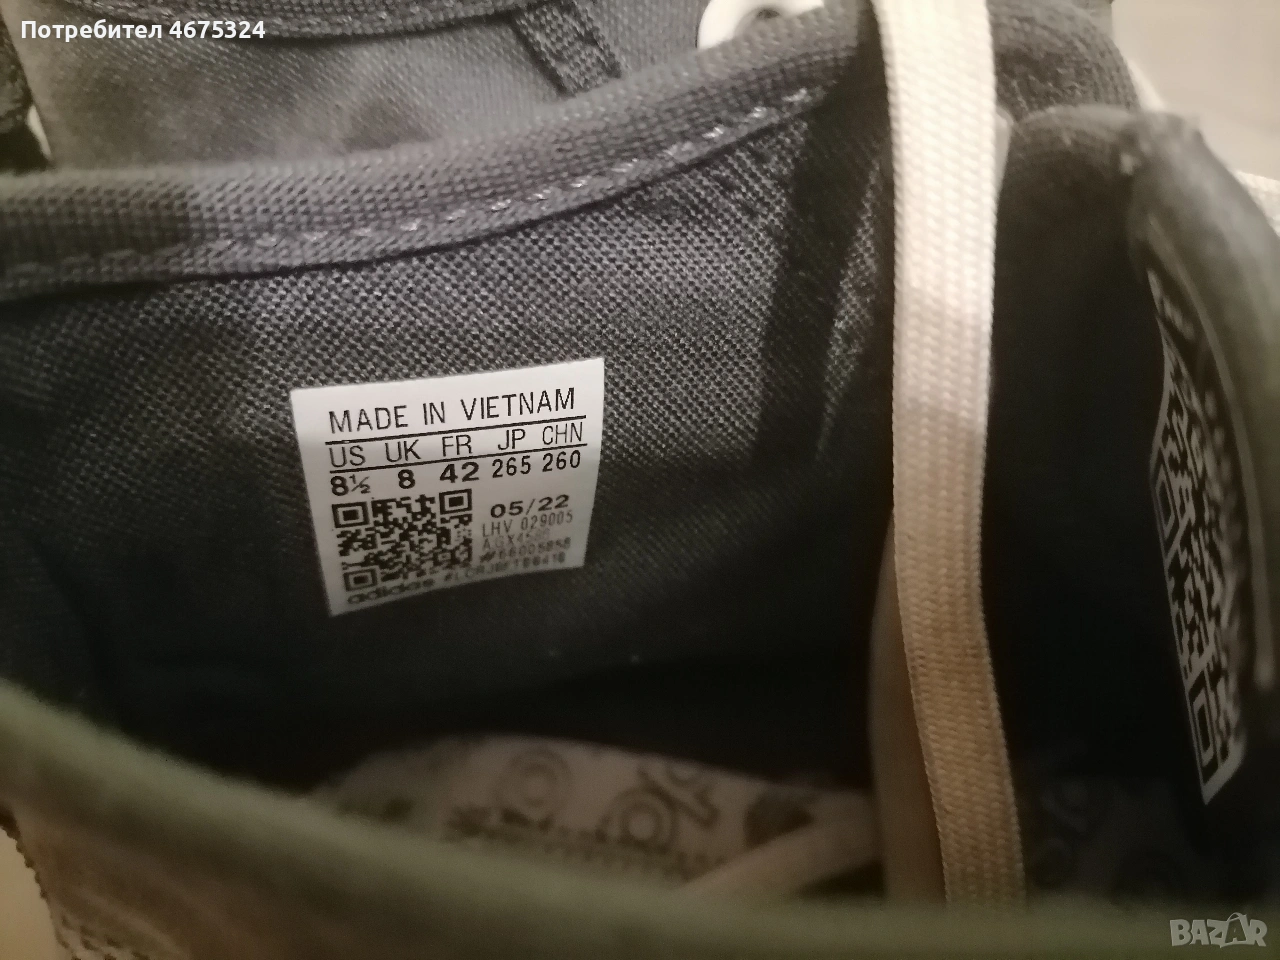 Потребител 4675324
MADE IN VIETNAM
US UK FR JP CHN
8½ 8 42 265 260
05/22
LHV 029005
adidas
BAZAR